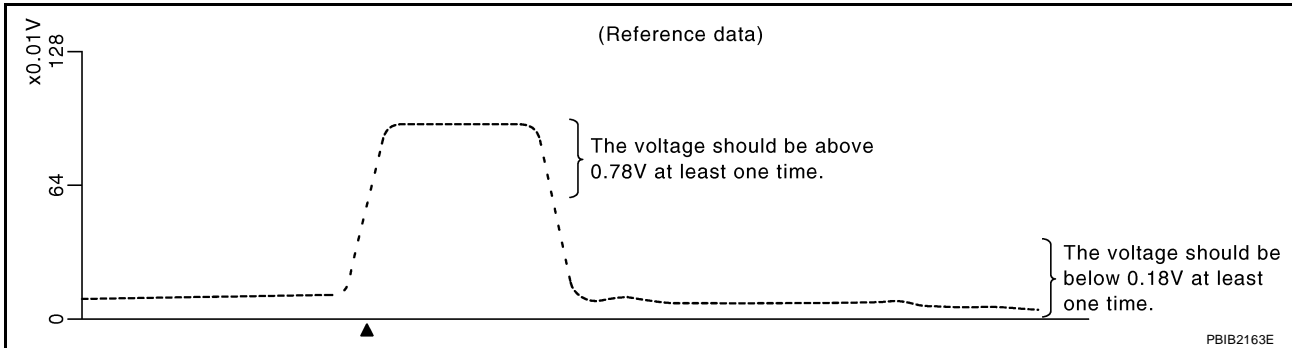 (Reference data)
x0.01V
128
64
0
The voltage should be above
0.78V at least one time.
The voltage should be
below 0.18V at least
one time.
PBIB2163E